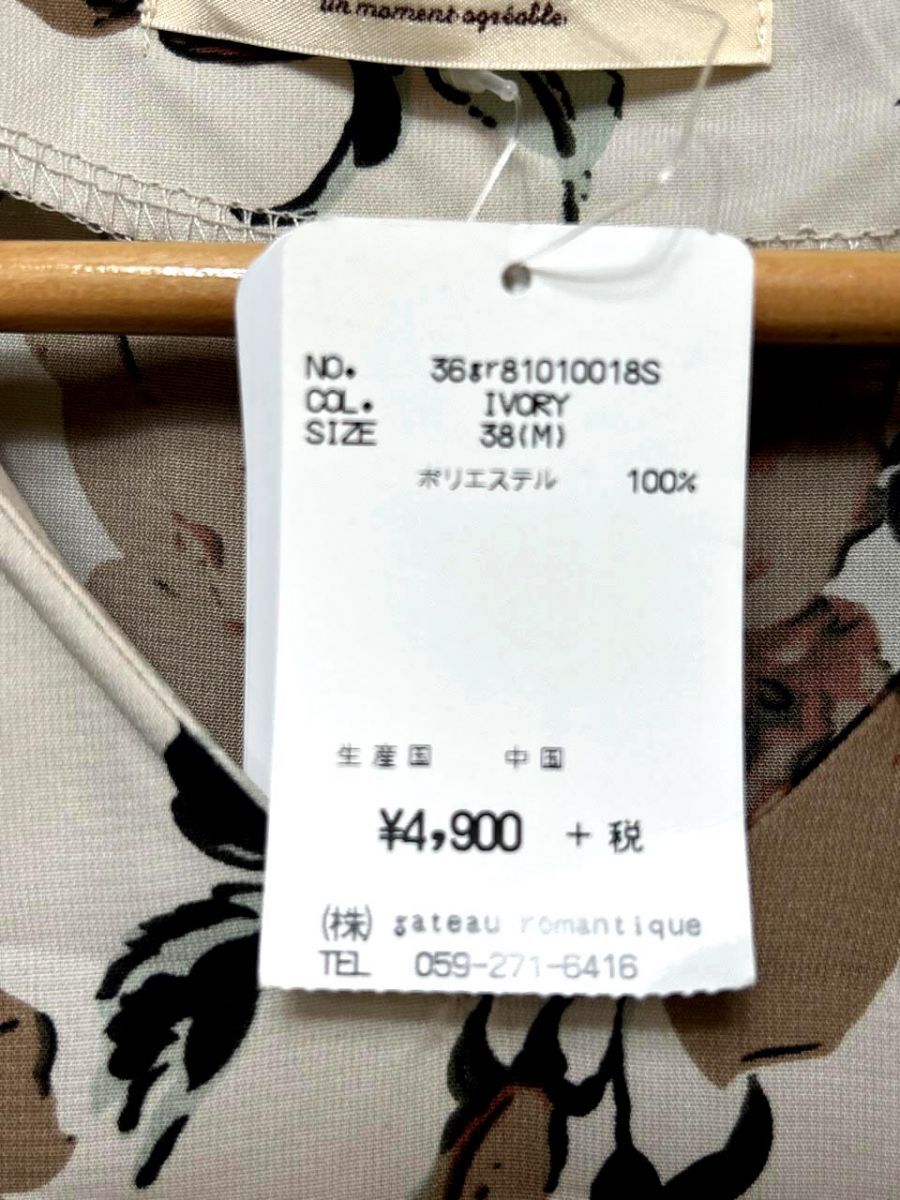 un moment agréable
NO. 36gr81010018S
COL. IVORY
SIZE 38(M)
ポリエステル 100%
生産国 中国
¥4,900 +税
(株) gateau romantique
TEL 059-271-6416